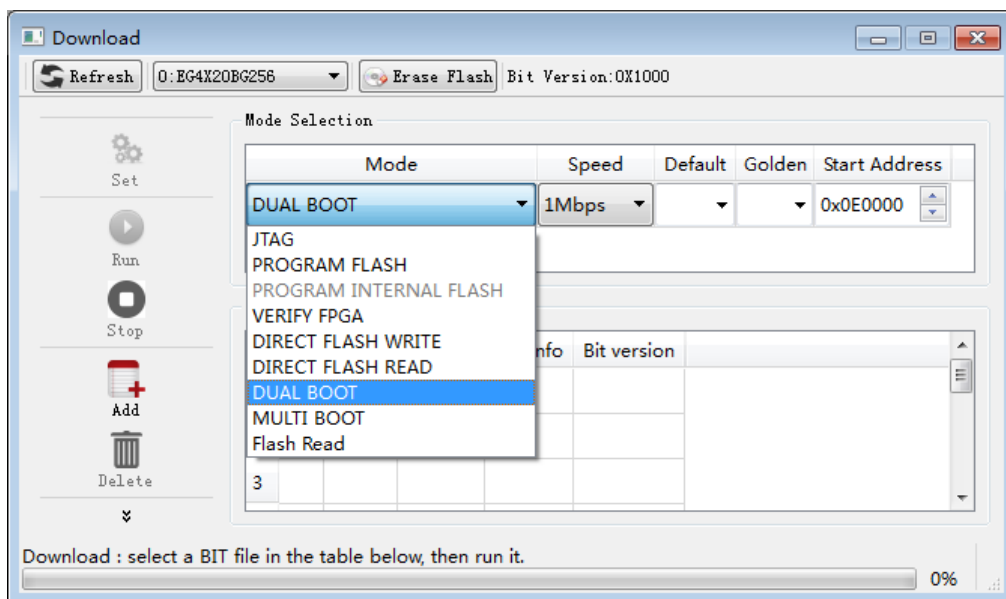 Download
Refresh 0:EG4X20BG256 Erase Flash Bit Version:0X1000
Mode Selection
Set
Mode Speed Default Golden Start Address
DUAL BOOT 1Mbps 0x0E0000
Run
JTAG
PROGRAM FLASH
PROGRAM INTERNAL FLASH
VERIFY FPGA
DIRECT FLASH WRITE
DIRECT FLASH READ
DUAL BOOT
MULTI BOOT
Flash Read
Stop
nfo Bit version
Add
Delete
3
Download : select a BIT file in the table below, then run it.
0%